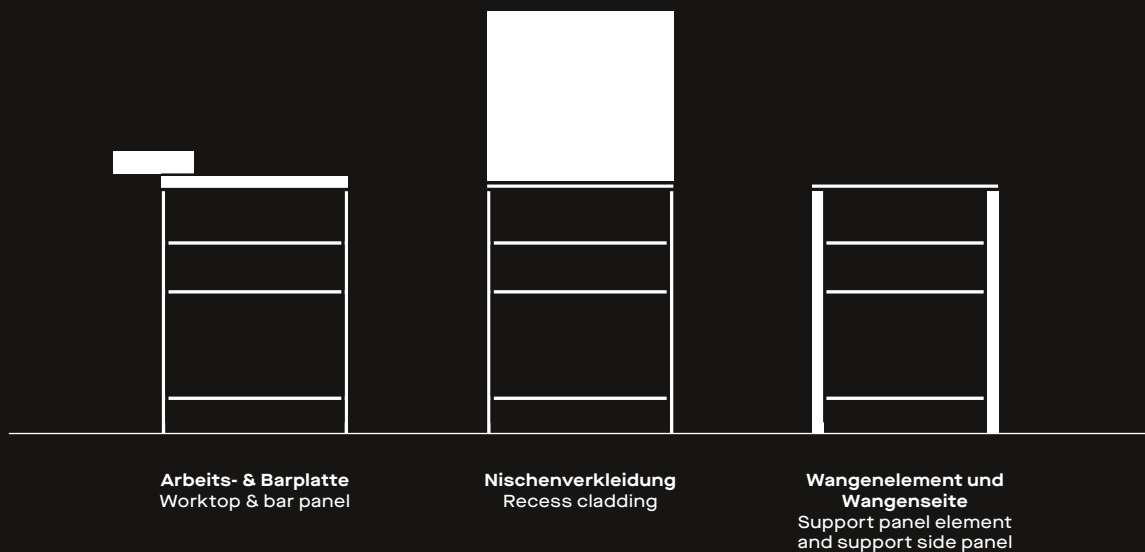 Arbeits- & Barplatte
Worktop & bar panel
Nischenverkleidung
Recess cladding
Wangenelement und
Wangenseite
Support panel element
and support side panel